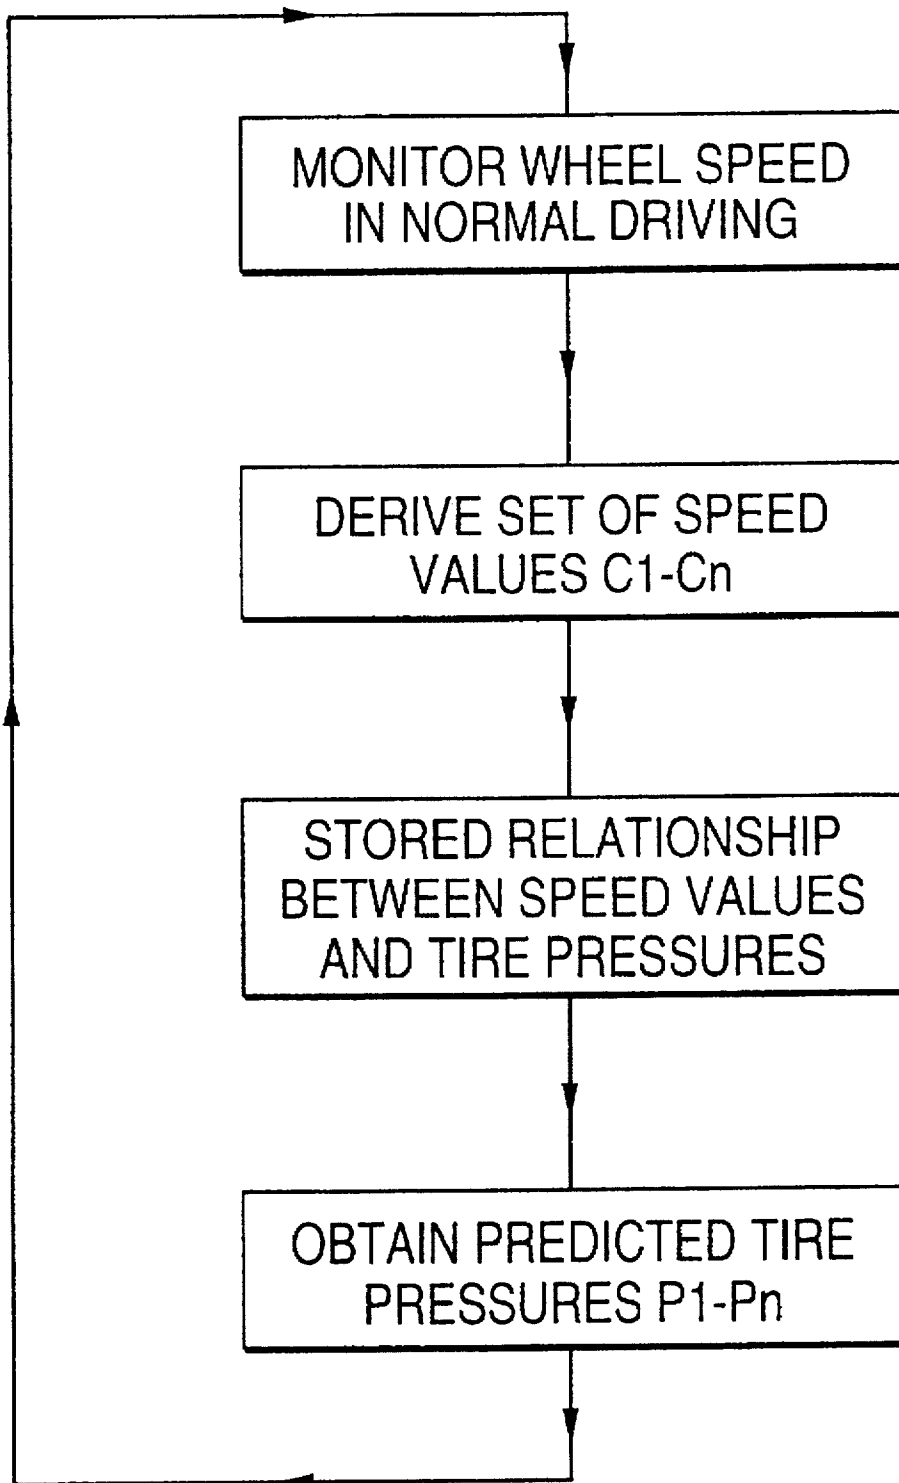 MONITOR WHEEL SPEED
IN NORMAL DRIVING
DERIVE SET OF SPEED
VALUES C1-Cn
STORED RELATIONSHIP
BETWEEN SPEED VALUES
AND TIRE PRESSURES
OBTAIN PREDICTED TIRE
PRESSURES P1-Pn